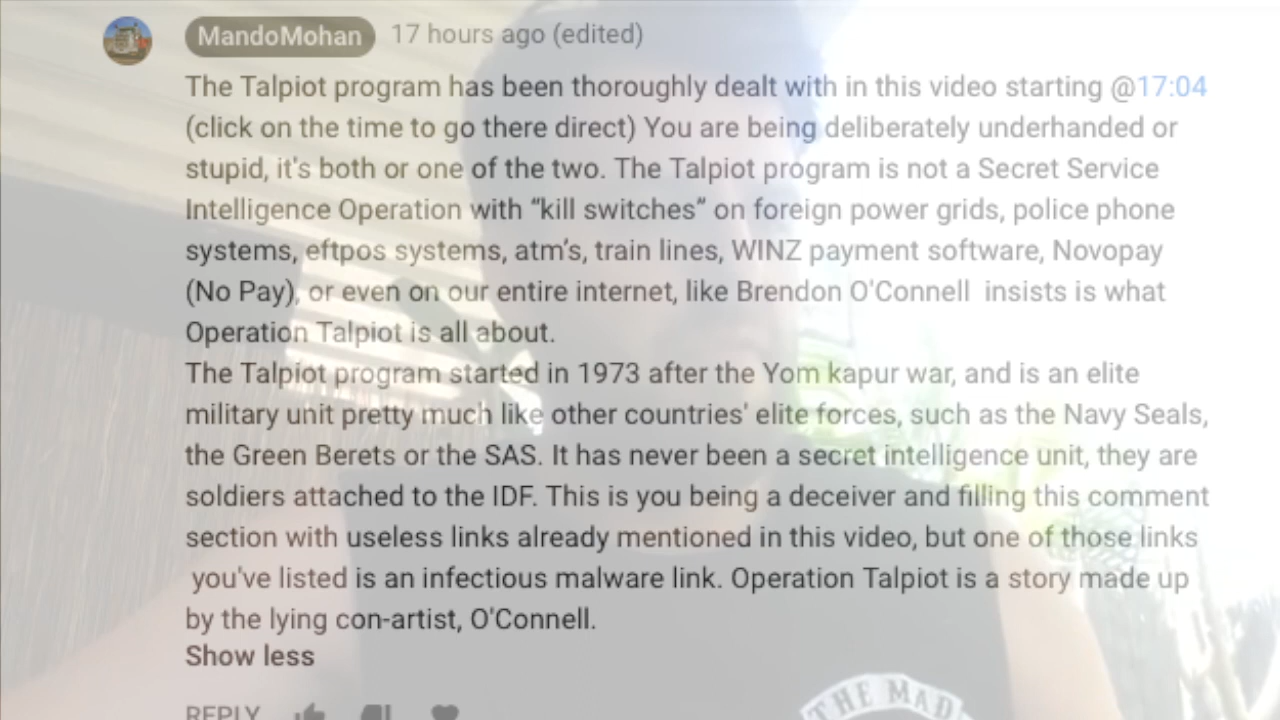 MandoMohan 17 hours ago (edited)
The Talpiot program has been thoroughly dealt with in this video starting @17:04
(click on the time to go there direct) You are being deliberately underhanded or
stupid, it's both or one of the two. The Talpiot program is not a Secret Service
Intelligence Operation with “kill switches” on foreign power grids, police phone
systems, eftpos systems, atm’s, train lines, WINZ payment software, Novopay
(No Pay), or even on our entire internet, like Brendon O'Connell insists is what
Operation Talpiot is all about.
The Talpiot program started in 1973 after the Yom kapur war, and is an elite
military unit pretty much like other countries' elite forces, such as the Navy Seals,
the Green Berets or the SAS. It has never been a secret intelligence unit, they are
soldiers attached to the IDF. This is you being a deceiver and filling this comment
section with useless links already mentioned in this video, but one of those links
you've listed is an infectious malware link. Operation Talpiot is a story made up
by the lying con-artist, O'Connell.
Show less
REPLY
THE MAD